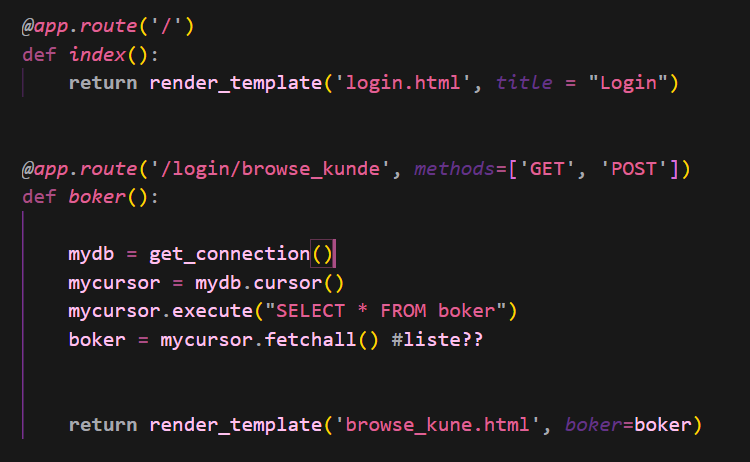 @app.route('/')
def index():
    return render_template('login.html', title = "Login")
@app.route('/login/browse_kunde', methods=['GET', 'POST'])
def boker():
    mydb = get_connection()
    mycursor = mydb.cursor()
    mycursor.execute("SELECT * FROM boker")
    boker = mycursor.fetchall() #liste??
    return render_template('browse_kune.html', boker=boker)